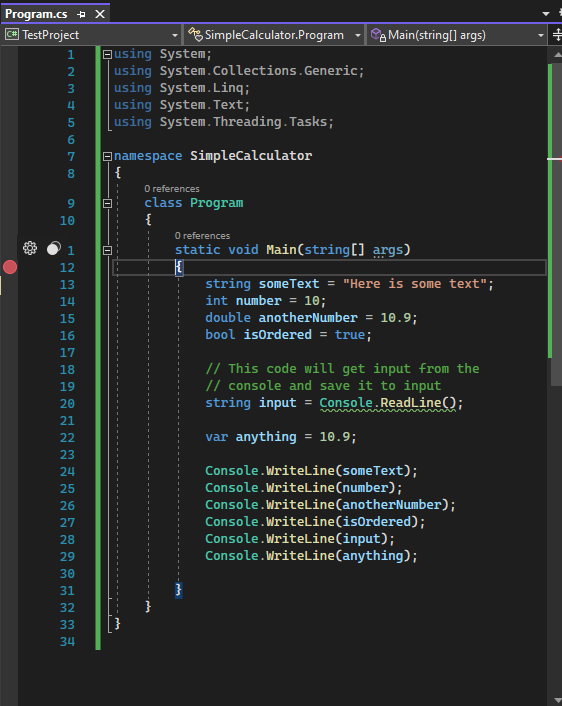 Program.cs
TestProject
SimpleCalculator.Program
Main(string[] args)
1 using System;
2 using System.Collections.Generic;
3 using System.Linq;
4 using System.Text;
5 using System.Threading.Tasks;
6
7 namespace SimpleCalculator
8 {
0 references
9 class Program
10 {
0 references
1 static void Main(string[] args)
12 {
13 string someText = "Here is some text";
14 int number = 10;
15 double anotherNumber = 10.9;
16 bool isOrdered = true;
17
18 // This code will get input from the
19 // console and save it to input
20 string input = Console.ReadLine();
21
22 var anything = 10.9;
23
24 Console.WriteLine(someText);
25 Console.WriteLine(number);
26 Console.WriteLine(anotherNumber);
27 Console.WriteLine(isOrdered);
28 Console.WriteLine(input);
29 Console.WriteLine(anything);
30
31 }
32 }
33 }
34